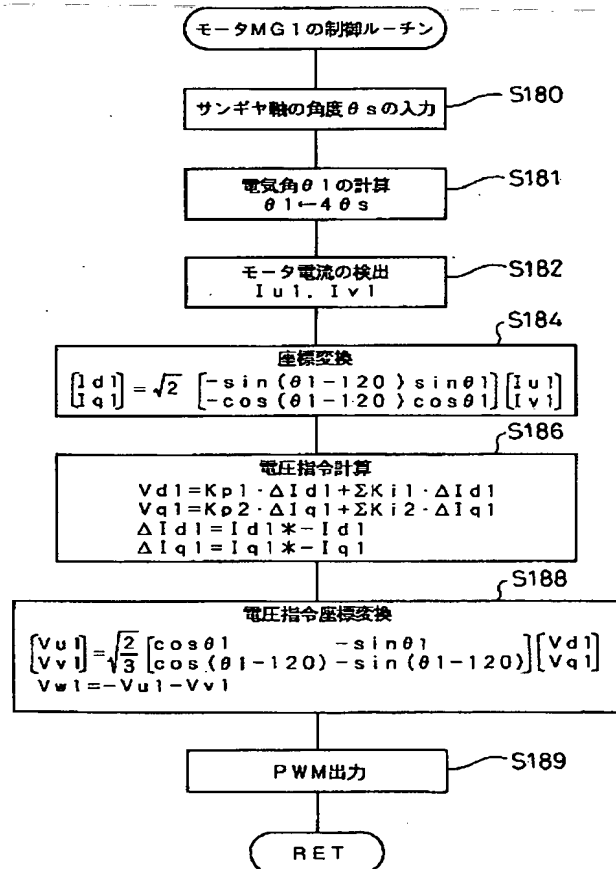 モータMG1の制御ルーチン
S180
サンギヤ軸の角度θsの入力
S181
電気角θ1の計算
θ1←4θs
S182
モータ電流の検出
Iu1. Iv1
S184
座標変換
[Id1] = √2 [-sin(θ1-120) sinθ1] [Iu1]
[Iq1] [-cos(θ1-120) cosθ1] [Iv1]
S186
電圧指令計算
Vd1=Kp1·ΔId1+ΣKi1·ΔId1
Vq1=Kp2·ΔIq1+ΣKi2·ΔIq1
ΔId1=Id1*-Id1
ΔIq1=Iq1*-Iq1
S188
電圧指令座標変換
[Vu1] = √2/3 [cosθ1 -sinθ1] [Vd1]
[Vv1] [cos(θ1-120) -sin(θ1-120)] [Vq1]
Vw1=-Vu1-Vv1
S189
PWM出力
RET